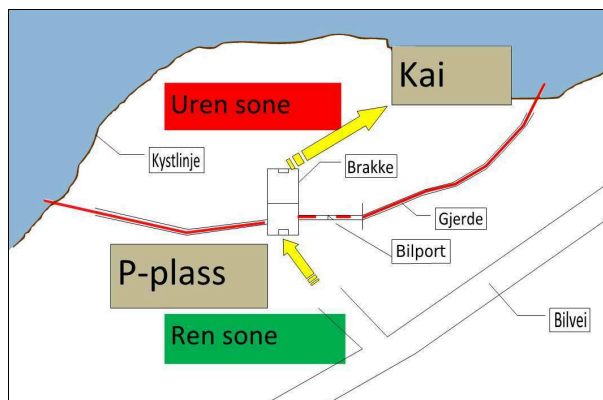 Kai
Uren sone
Kystlinje
Brakke
Gjerde
Bilport
P-plass
Bilvei
Ren sone